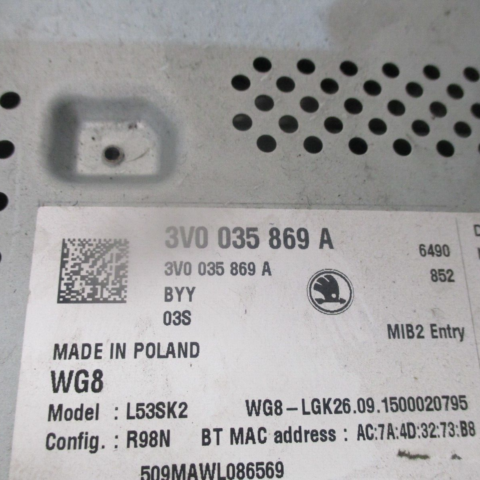 3V0 035 869 A
3V0 035 869 A
6490
852
BYY
03S
MIB2 Entry
MADE IN POLAND
WG8
Model : L53SK2 WG8-LGK26.09.1500020795
Config. : R98N BT MAC address : AC:7A:4D:32:73:B8
509MAWL086569